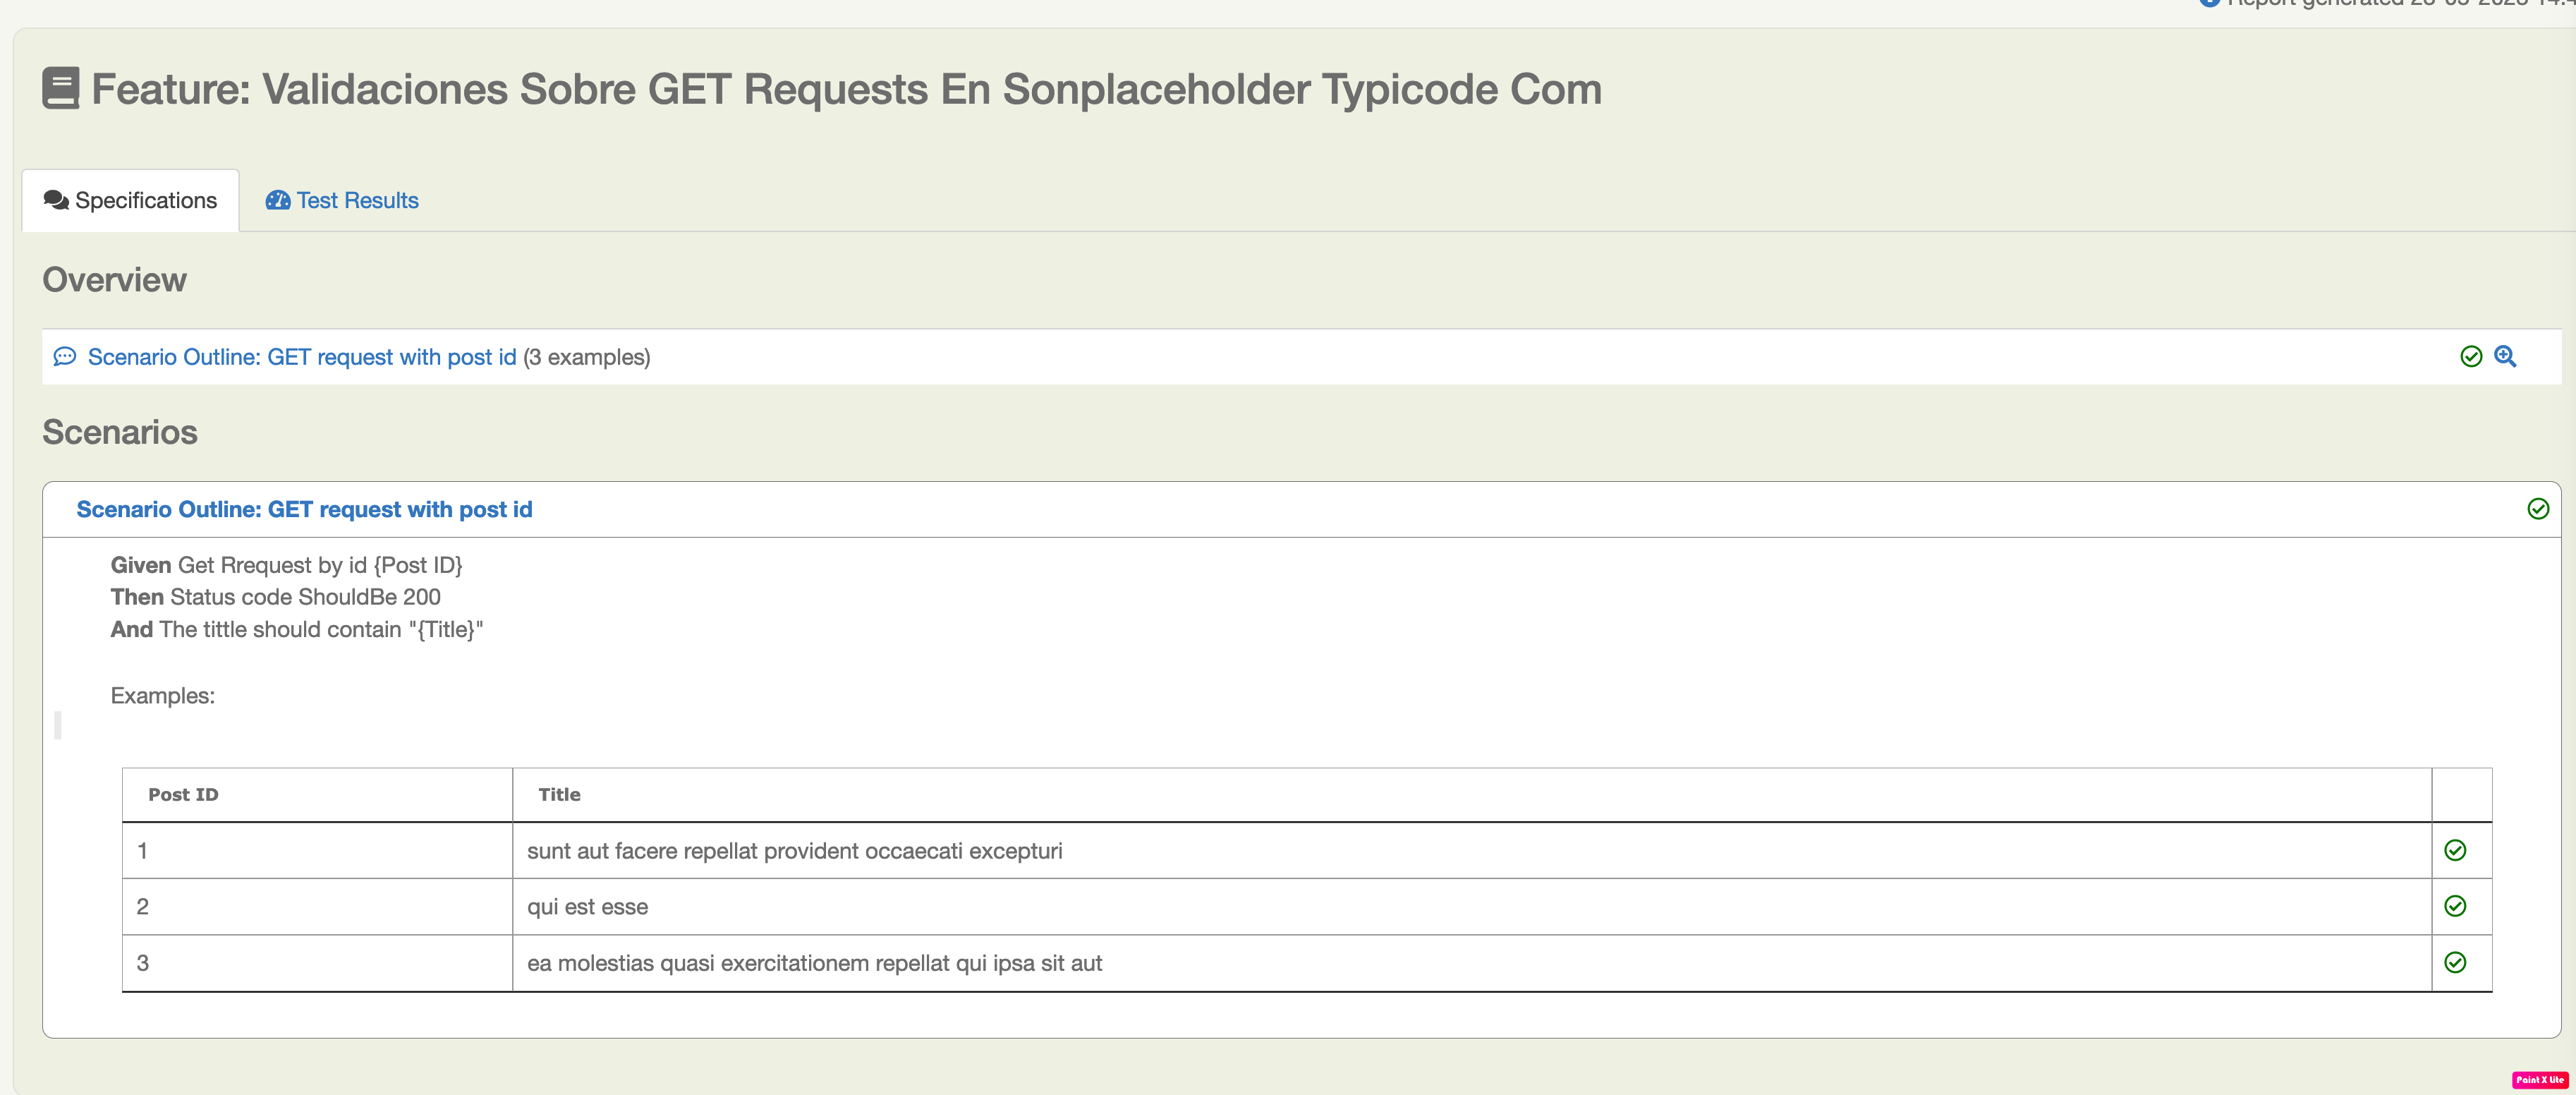 Feature: Validaciones Sobre GET Requests En Sonplaceholder Typicode Com
Specifications
Test Results
Overview
Scenario Outline: GET request with post id (3 examples)
Scenarios
Scenario Outline: GET request with post id
Given Get Rrequest by id {Post ID}
Then Status code ShouldBe 200
And The tittle should contain "{Title}"
Examples:
Post ID Title
1 sunt aut facere repellat provident occaecati excepturi
2 qui est esse
3 ea molestias quasi exercitationem repellat qui ipsa sit aut
Paint X Lite